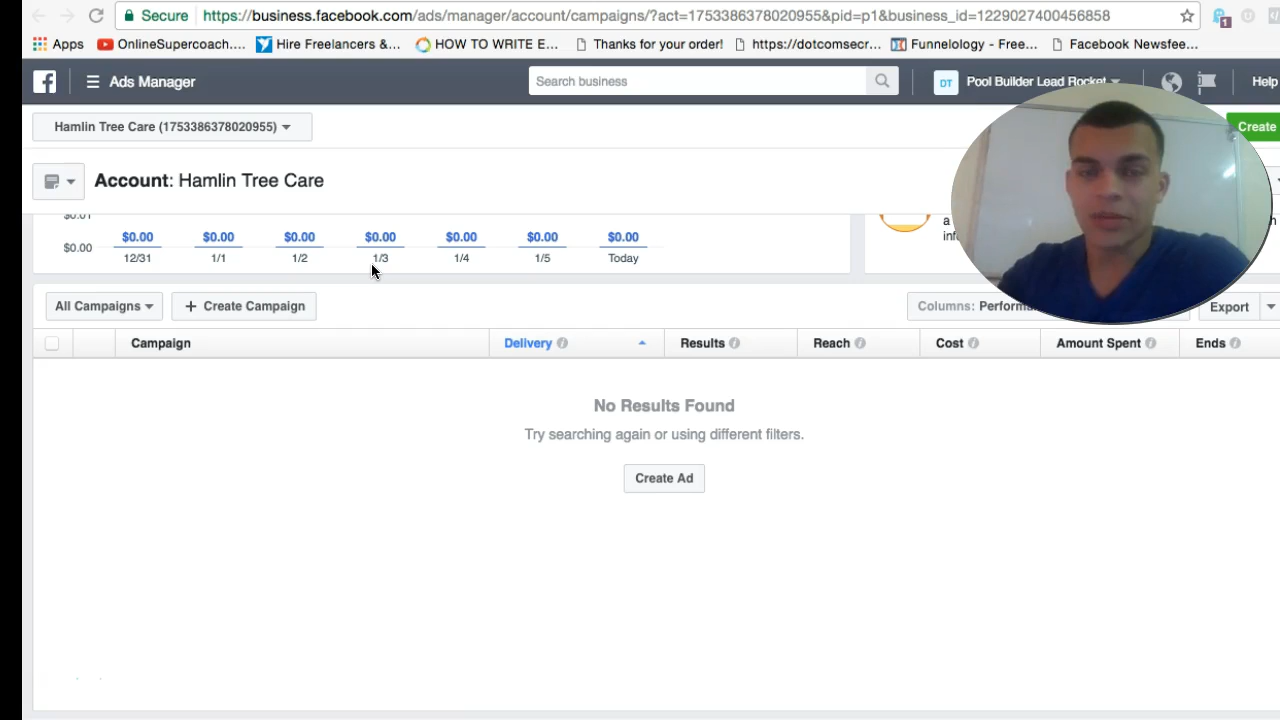 Secure https://business.facebook.com/ads/manager/account/campaigns/?act=1753386378020955&pid=p1&business_id=1229027400456858
1
Apps OnlineSupercoach.... Hire Freelancers &... HOW TO WRITE E... Thanks for your order! https://dotcomsecr... Funnelology - Free... Facebook Newsfee...
Ads Manager Search business DT Pool Builder Lead Rocket Help
Hamlin Tree Care (1753386378020955) Create
Account: Hamlin Tree Care
$0.01
$0.00 $0.00 $0.00 $0.00 $0.00 $0.00 $0.00 $0.00
12/31 1/1 1/2 1/3 1/4 1/5 Today
All Campaigns + Create Campaign Columns: Export
Campaign Delivery Results Reach Cost Amount Spent Ends
No Results Found
Try searching again or using different filters.
Create Ad